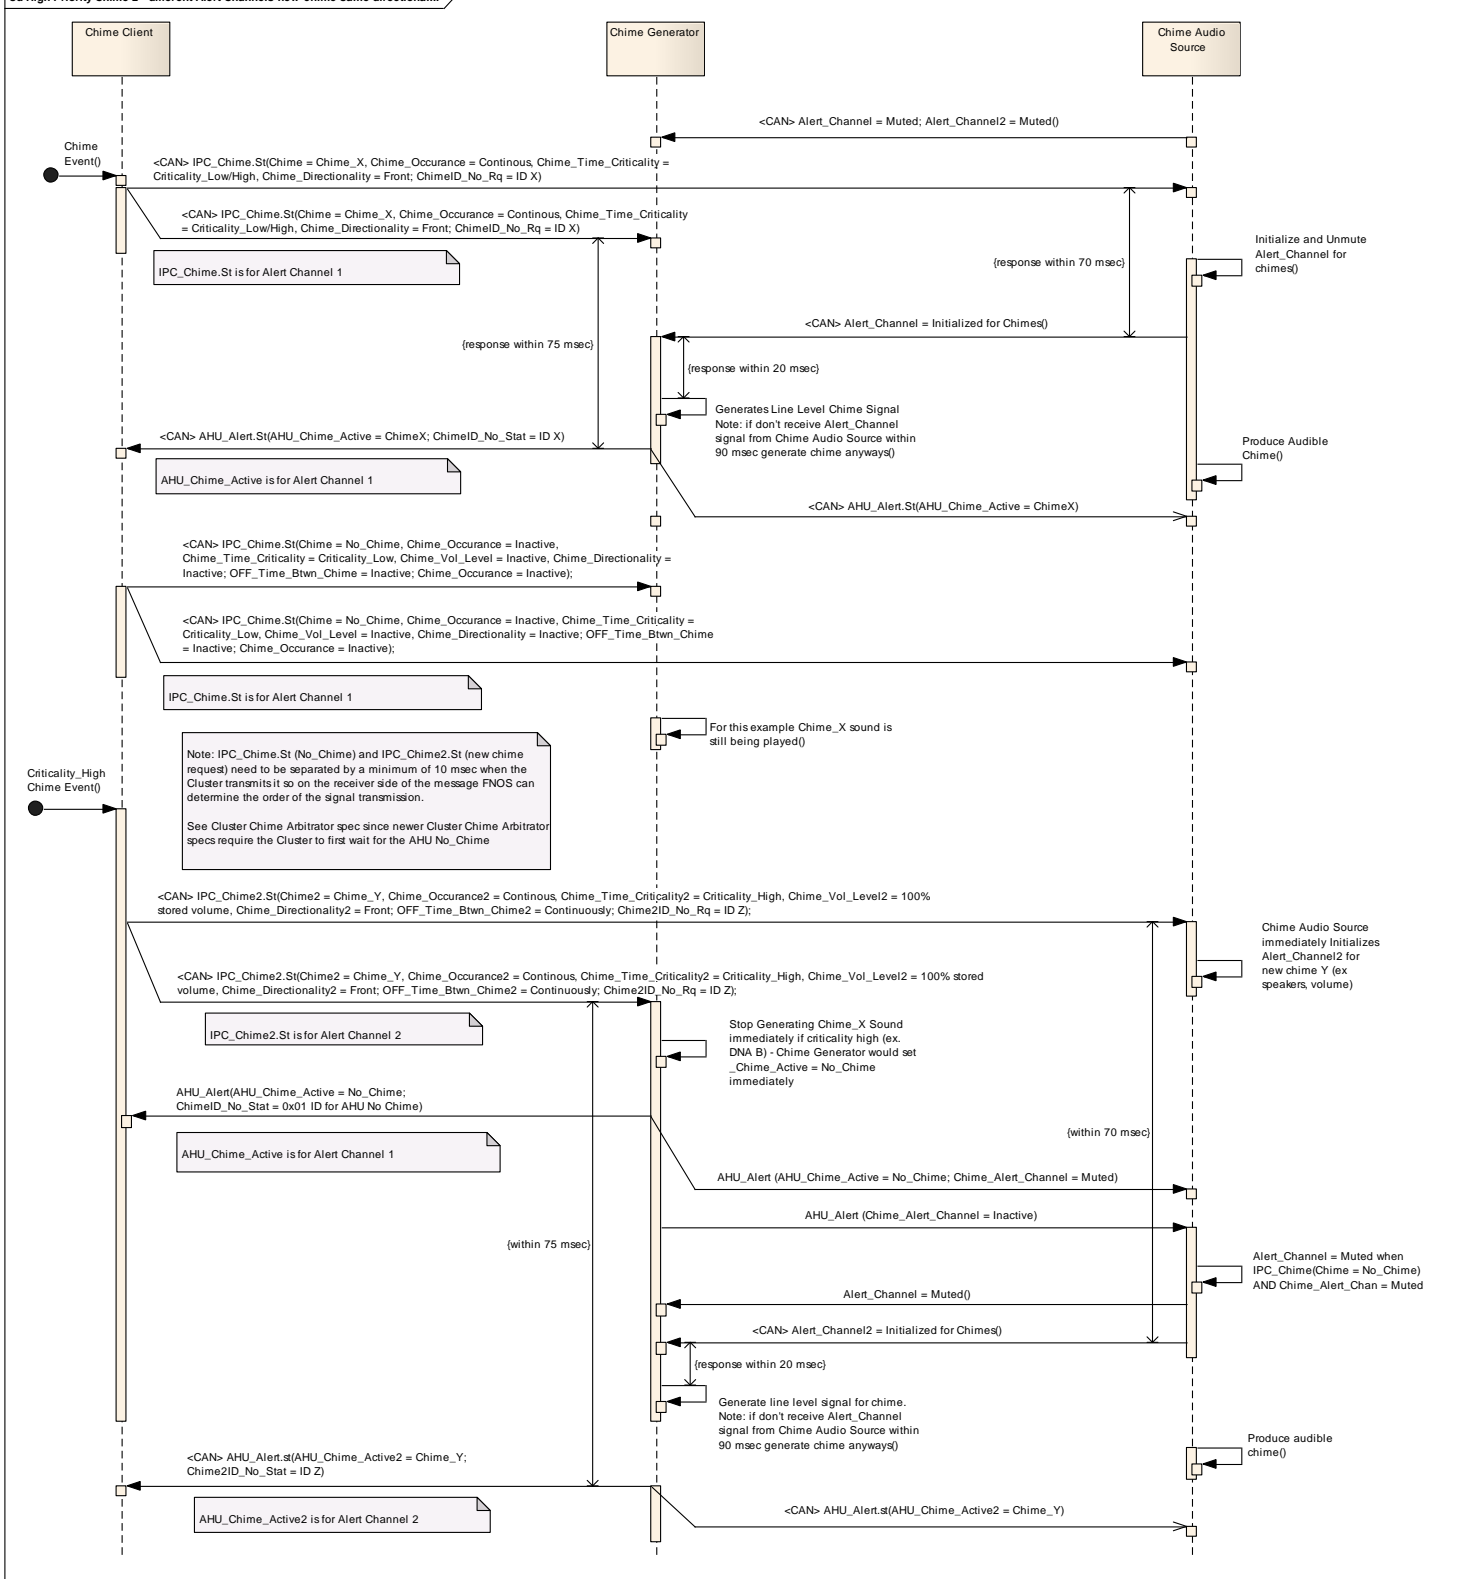 Chime Client
Chime Generator
Chime Audio
Source
<CAN> Alert_Channel = Muted; Alert_Channel2 = Muted()
Chime
Event()
<CAN> IPC_Chime.St(Chime = Chime_X, Chime_Occurance = Continous, Chime_Time_Criticality =
Criticality_Low/High, Chime_Directionality = Front; ChimeID_No_Rq = ID X)
<CAN> IPC_Chime.St(Chime = Chime_X, Chime_Occurance = Continous, Chime_Time_Criticality
= Criticality_Low/High, Chime_Directionality = Front; ChimeID_No_Rq = ID X)
IPC_Chime.St is for Alert Channel 1
{response within 70 msec}
Initialize and Unmute
Alert_Channel for
chimes()
<CAN> Alert_Channel = Initialized for Chimes()
{response within 75 msec}
{response within 20 msec}
Generates Line Level Chime Signal
Note: if don't receive Alert_Channel
signal from Chime Audio Source within
90 msec generate chime anyways()
<CAN> AHU_Alert.St(AHU_Chime_Active = ChimeX; ChimeID_No_Stat = ID X)
Produce Audible
Chime()
AHU_Chime_Active is for Alert Channel 1
<CAN> AHU_Alert.St(AHU_Chime_Active = ChimeX)
<CAN> IPC_Chime.St(Chime = No_Chime, Chime_Occurance = Inactive,
Chime_Time_Criticality = Criticality_Low, Chime_Vol_Level = Inactive, Chime_Directionality =
Inactive; OFF_Time_Btwn_Chime = Inactive; Chime_Occurance = Inactive);
<CAN> IPC_Chime.St(Chime = No_Chime, Chime_Occurance = Inactive, Chime_Time_Criticality =
Criticality_Low, Chime_Vol_Level = Inactive, Chime_Directionality = Inactive; OFF_Time_Btwn_Chime
= Inactive; Chime_Occurance = Inactive);
IPC_Chime.St is for Alert Channel 1
For this example Chime_X sound is
still being played()
Note: IPC_Chime.St (No_Chime) and IPC_Chime2.St (new chime
request) need to be separated by a minimum of 10 msec when the
Cluster transmits it so on the receiver side of the message FNOS can
determine the order of the signal transmission.
See Cluster Chime Arbitrator spec since newer Cluster Chime Arbitrator
specs require the Cluster to first wait for the AHU No_Chime
Criticality_High
Chime Event()
<CAN> IPC_Chime2.St(Chime2 = Chime_Y, Chime_Occurance2 = Continous, Chime_Time_Criticality2 = Criticality_High, Chime_Vol_Level2 = 100%
stored volume, Chime_Directionality2 = Front; OFF_Time_Btwn_Chime2 = Continuously; Chime2ID_No_Rq = ID Z);
Chime Audio Source
immediately Initializes
Alert_Channel2 for
new chime Y (ex
speakers, volume)
<CAN> IPC_Chime2.St(Chime2 = Chime_Y, Chime_Occurance2 = Continous, Chime_Time_Criticality2 = Criticality_High, Chime_Vol_Level2 = 100% stored
volume, Chime_Directionality2 = Front; OFF_Time_Btwn_Chime2 = Continuously; Chime2ID_No_Rq = ID Z);
IPC_Chime2.St is for Alert Channel 2
Stop Generating Chime_X Sound
immediately if criticality high (ex.
DNA B) - Chime Generator would set
_Chime_Active = No_Chime
immediately
AHU_Alert(AHU_Chime_Active = No_Chime;
ChimeID_No_Stat = 0x01 ID for AHU No Chime)
{within 70 msec}
AHU_Chime_Active is for Alert Channel 1
AHU_Alert (AHU_Chime_Active = No_Chime; Chime_Alert_Channel = Muted)
AHU_Alert (Chime_Alert_Channel = Inactive)
{within 75 msec}
Alert_Channel = Muted when
IPC_Chime(Chime = No_Chime)
AND Chime_Alert_Chan = Muted
Alert_Channel = Muted()
<CAN> Alert_Channel2 = Initialized for Chimes()
{response within 20 msec}
Generate line level signal for chime.
Note: if don't receive Alert_Channel
signal from Chime Audio Source within
90 msec generate chime anyways()
Produce audible
chime()
<CAN> AHU_Alert.st(AHU_Chime_Active2 = Chime_Y;
Chime2ID_No_Stat = ID Z)
AHU_Chime_Active2 is for Alert Channel 2
<CAN> AHU_Alert.st(AHU_Chime_Active2 = Chime_Y)